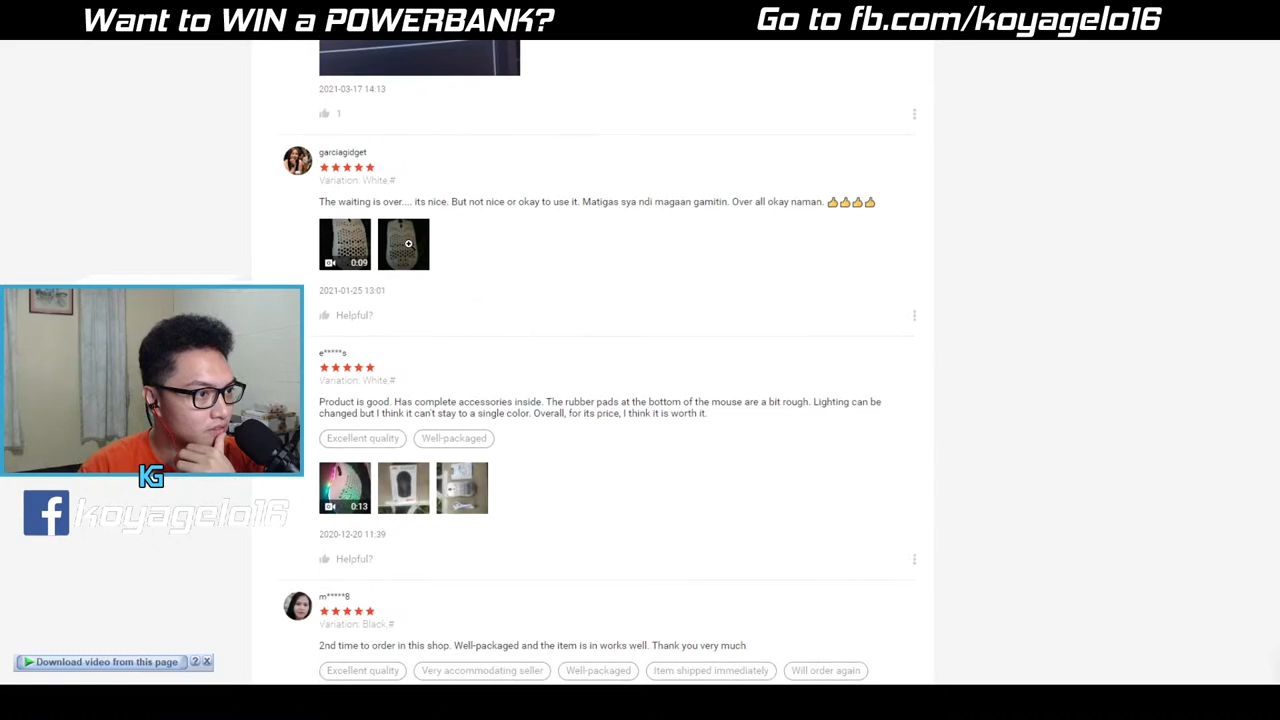 Want to WIN a POWERBANK?
Go to fb.com/koyagelo16
2021-03-17 14:13
1
garciagidget
Variation: White,#
The waiting is over.... its nice. But not nice or okay to use it. Matigas sya ndi magaan gamitin. Over all okay naman. 👍👍👍👍
0:09
2021-01-25 13:01
Helpful?
e*****s
Variation: White,#
Product is good. Has complete accessories inside. The rubber pads at the bottom of the mouse are a bit rough. Lighting can be
changed but I think it can't stay to a single color. Overall, for its price, I think it is worth it.
Excellent quality
Well-packaged
0:13
2020-12-20 11:39
Helpful?
m*****8
Variation: Black,#
2nd time to order in this shop. Well-packaged and the item is in works well. Thank you very much
Excellent quality
Very accommodating seller
Well-packaged
Item shipped immediately
Will order again
KG
f koyagelo16
Download video from this page ? X